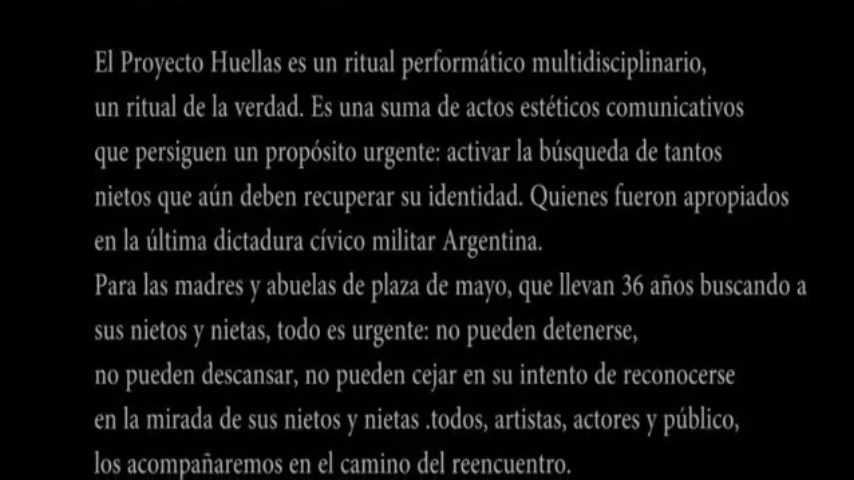 El Proyecto Huellas es un ritual performático multidisciplinario,
un ritual de la verdad. Es una suma de actos estéticos comunicativos
que persiguen un propósito urgente: activar la búsqueda de tantos
nietos que aún deben recuperar su identidad. Quienes fueron apropiados
en la última dictadura cívico militar Argentina.
Para las madres y abuelas de plaza de mayo, que llevan 36 años buscando a
sus nietos y nietas, todo es urgente: no pueden detenerse,
no pueden descansar, no pueden cejar en su intento de reconocerse
en la mirada de sus nietos y nietas .todos, artistas, actores y público,
los acompañaremos en el camino del reencuentro.